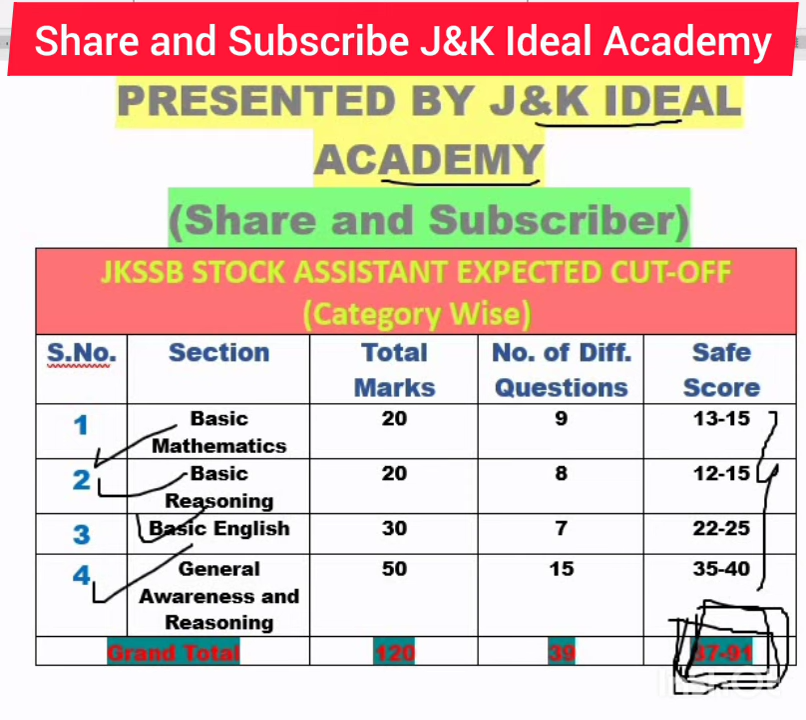 Share and Subscribe J&K Ideal Academy
PRESENTED BY J&K IDEAL
ACADEMY
(Share and Subscriber)
JKSSB STOCK ASSISTANT EXPECTED CUT-OFF
(Category Wise)
S.No. Section Total Marks No. of Diff. Questions Safe Score
1 Basic Mathematics 20 9 13-15
2 Basic Reasoning 20 8 12-15
3 Basic English 30 7 22-25
4 General Awareness and Reasoning 50 15 35-40
Grand Total 120 39 87-91